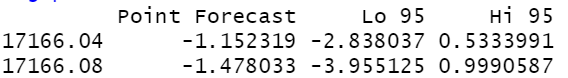 Point Forecast Lo 95 Hi 95
17166.04 -1.152319 -2.838037 0.5333991
17166.08 -1.478033 -3.955125 0.9990587